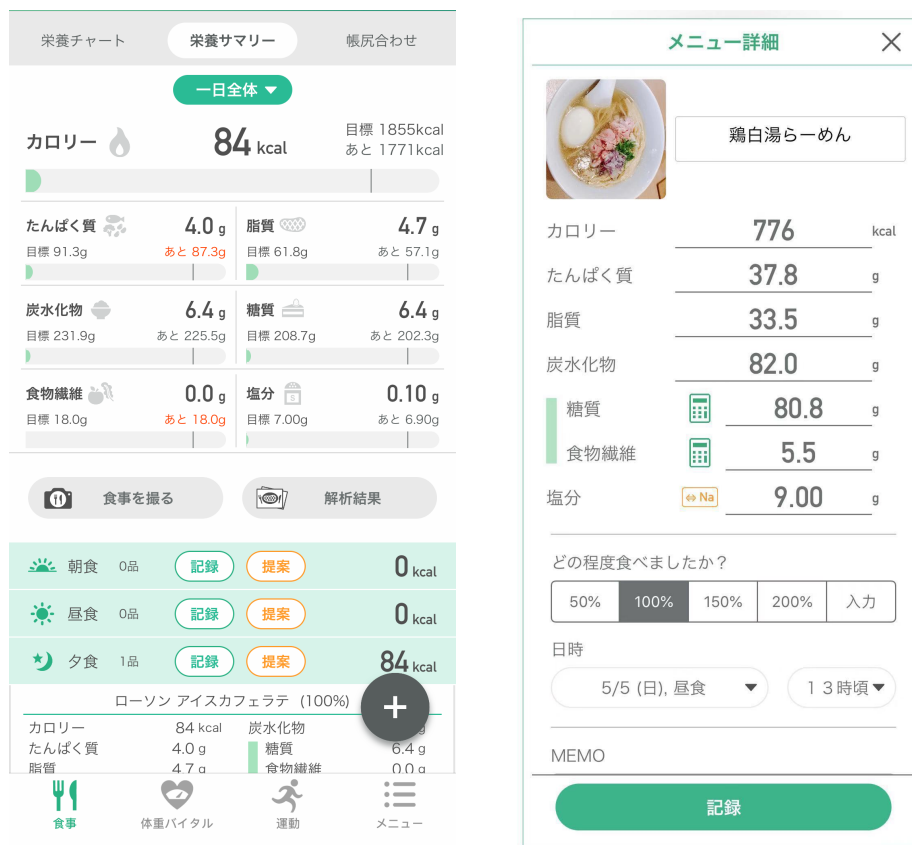 栄養チャート 栄養サマリー 帳尻合わせ
一日全体 ▼
カロリー 84 kcal 目標 1855kcal
あと 1771kcal
たんぱく質 4.0 g 脂質 4.7 g
目標 91.3g あと 87.3g 目標 61.8g あと 57.1g
炭水化物 6.4 g 糖質 6.4 g
目標 231.9g あと 225.5g 目標 208.7g あと 202.3g
食物繊維 0.0 g 塩分 0.10 g
目標 18.0g あと 18.0g 目標 7.00g あと 6.90g
食事を撮る 解析結果
朝食 0品 記録 提案 0 kcal
昼食 0品 記録 提案 0 kcal
夕食 1品 記録 提案 84 kcal
ローソン アイスカフェラテ (100%)
カロリー 84 kcal 炭水化物 g
たんぱく質 4.0 g 糖質 6.4 g
脂質 4.7 g 食物繊維 0.0 g
食事 体重バイタル 運動 メニュー
メニュー詳細
鶏白湯らーめん
カロリー 776 kcal
たんぱく質 37.8 g
脂質 33.5 g
炭水化物 82.0 g
糖質 80.8 g
食物繊維 5.5 g
塩分 ⇔ Na 9.00 g
どの程度食べましたか？
50% 100% 150% 200% 入力
日時
5/5 (日), 昼食 ▼ 13時頃 ▼
MEMO
記録